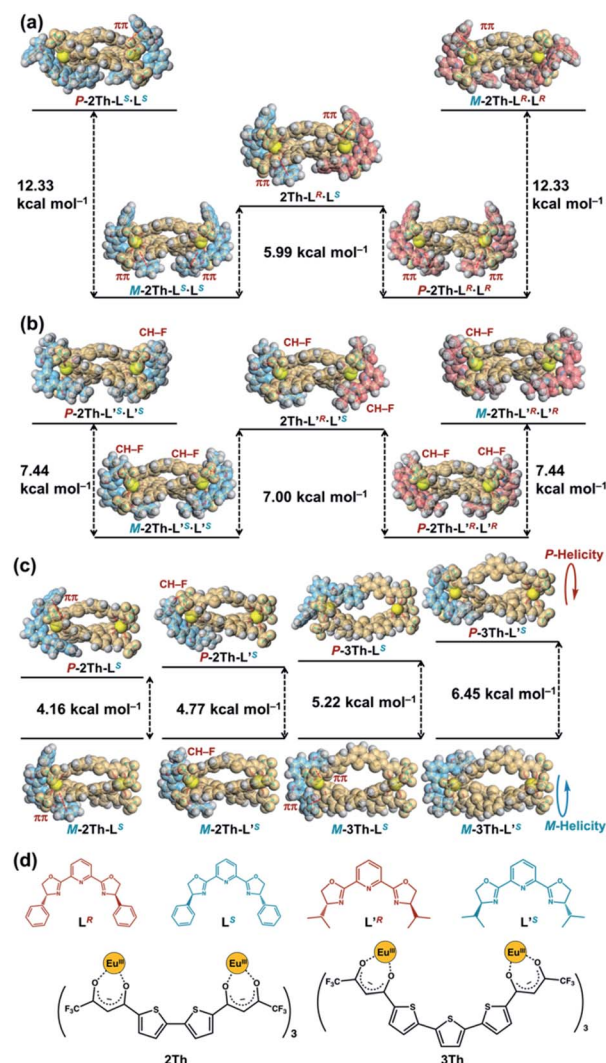 (a)
ππ
ππ
P-2Th-Lˢ·Lˢ
M-2Th-Lᴿ·Lᴿ
ππ
12.33
kcal mol⁻¹
12.33
kcal mol⁻¹
ππ
2Th-Lᴿ·Lˢ
5.99 kcal mol⁻¹
ππ ππ
ππ ππ
M-2Th-Lˢ·Lˢ
P-2Th-Lᴿ·Lᴿ
(b)
CH–F
CH–F
CH–F
P-2Th-L'ˢ·L'ˢ
2Th-L'ᴿ·L'ˢ
CH–F
M-2Th-L'ᴿ·L'ᴿ
7.44
kcal mol⁻¹
CH–F CH–F
7.00 kcal mol⁻¹
CH–F CH–F
7.44
kcal mol⁻¹
M-2Th-L'ˢ·L'ˢ
P-2Th-L'ᴿ·L'ᴿ
(c)
ππ
CH–F
P-Helicity
P-2Th-Lˢ
P-2Th-L'ˢ
P-3Th-Lˢ
P-3Th-L'ˢ
4.16 kcal mol⁻¹
4.77 kcal mol⁻¹
5.22 kcal mol⁻¹
6.45 kcal mol⁻¹
CH–F
ππ
ππ
ππ
M-2Th-Lˢ
M-2Th-L'ˢ
M-3Th-Lˢ
M-3Th-L'ˢ
M-Helicity
(d)
O N O
N N
O N O
N N
O N O
N N
O N O
N N
Lᴿ
Lˢ
L'ᴿ
L'ˢ
Euᴵᴵᴵ Euᴵᴵᴵ
O O O O
F₃C − S S − CF₃
3
2Th
Euᴵᴵᴵ Euᴵᴵᴵ
O O O O
F₃C − S S S − CF₃
3
3Th